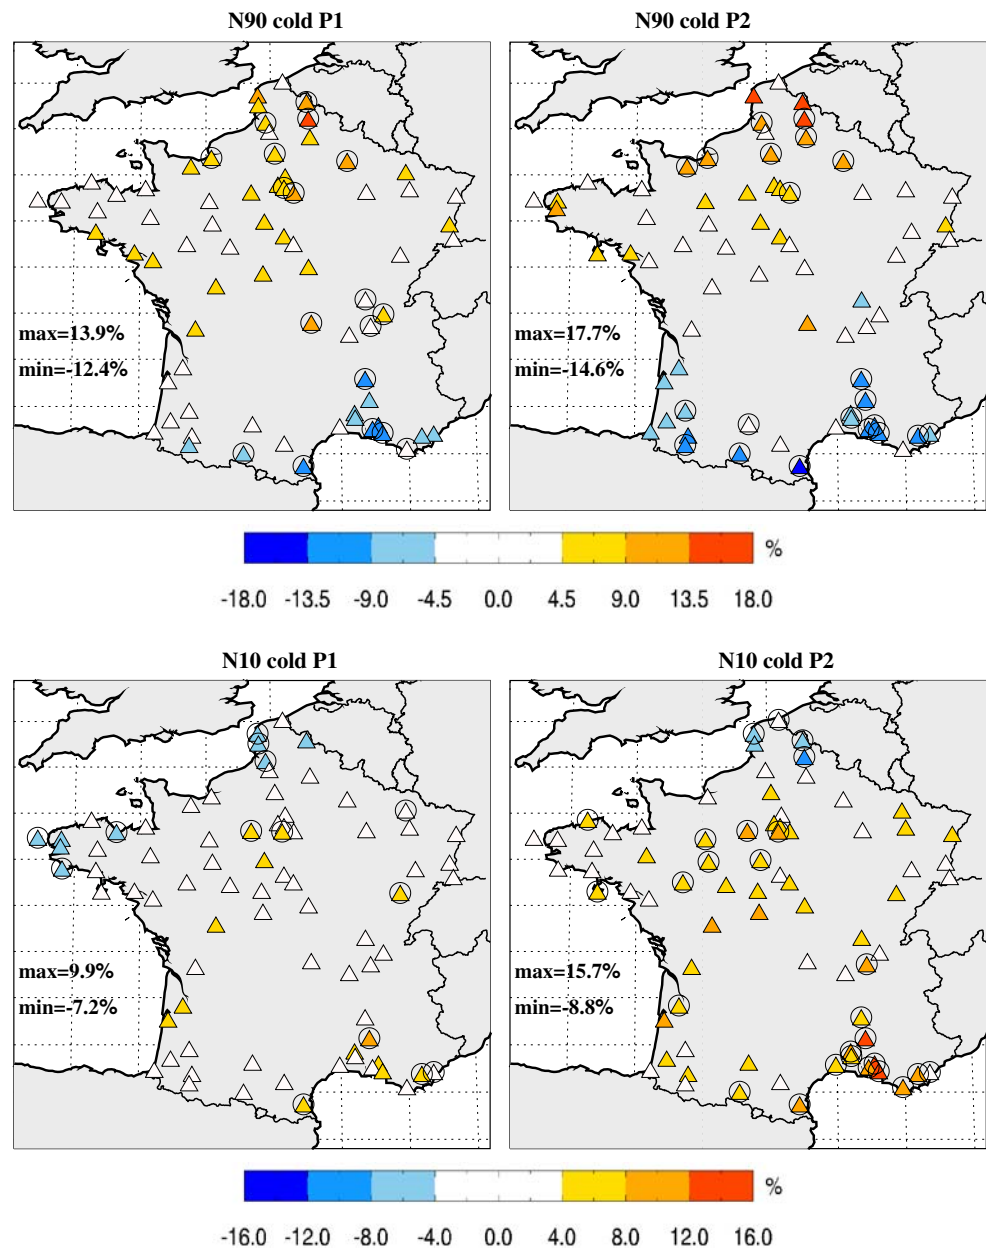 N90 cold P1
N90 cold P2
max=13.9%
min=-12.4%
max=17.7%
min=-14.6%
%
-18.0 -13.5 -9.0 -4.5 0.0 4.5 9.0 13.5 18.0
N10 cold P1
N10 cold P2
max=9.9%
min=-7.2%
max=15.7%
min=-8.8%
%
-16.0 -12.0 -8.0 -4.0 0.0 4.0 8.0 12.0 16.0